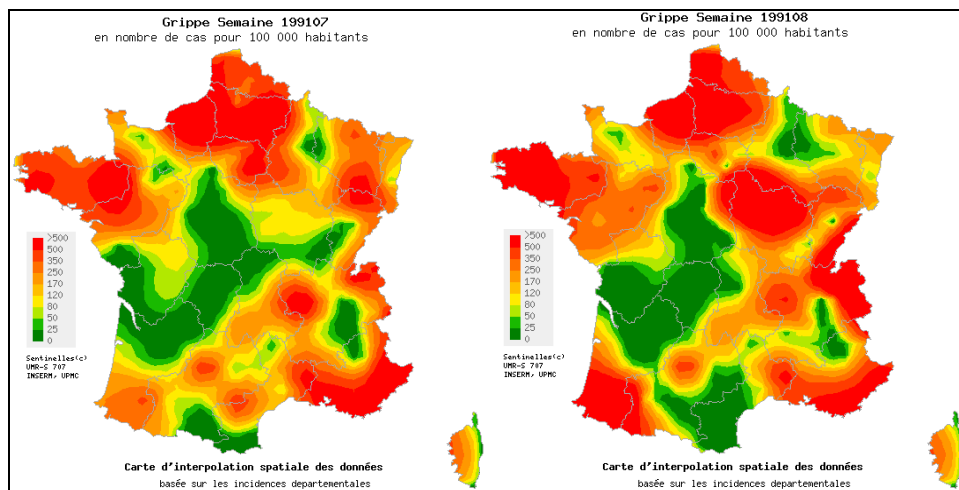 Grippe Semaine 199107
en nombre de cas pour 100 000 habitants
>500
500
350
250
170
120
80
50
25
0
Sentinelles(c)
UMR-S 707
INSERM, UPMC
Carte d'interpolation spatiale des données
basée sur les incidences departementales
Grippe Semaine 199108
en nombre de cas pour 100 000 habitants
>500
500
350
250
170
120
80
50
25
0
Sentinelles(c)
UMR-S 707
INSERM, UPMC
Carte d'interpolation spatiale des données
basée sur les incidences departementales